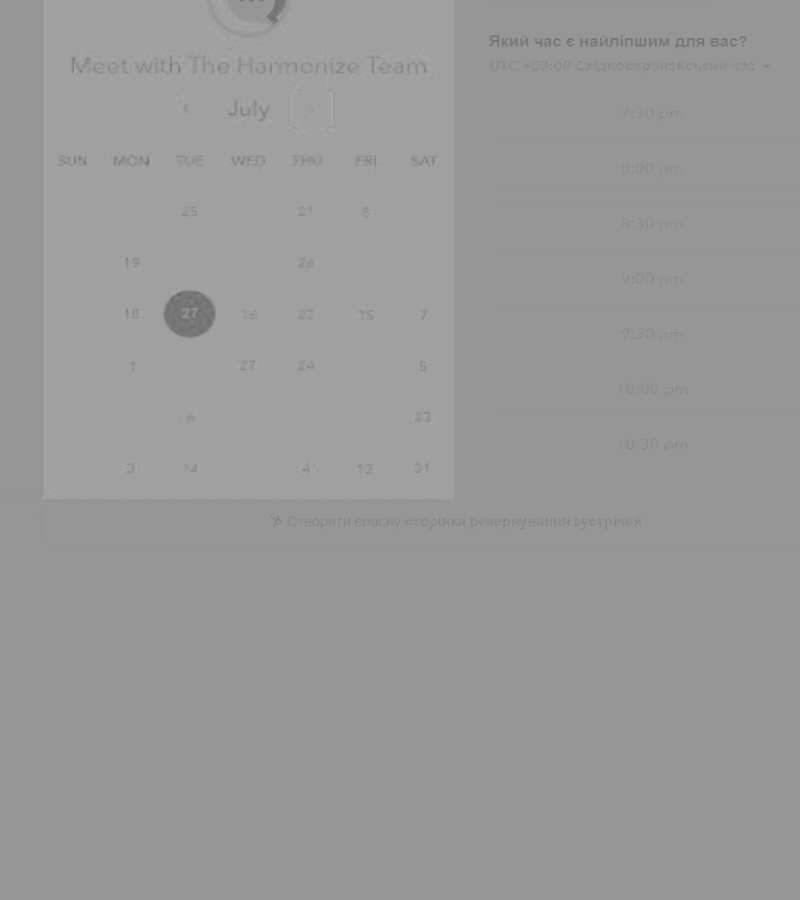 Meet with The Harmonize Team
July
SUN MON TUE WED THU FRI SAT
25 21 6
19 26
18 27 16 22 15 7
1 27 24 5
6 23
3 14 4 12 31
Який час є найліпшим для вас?
UTC +03:00 Східноєвропейський час
7:30 pm
8:00 pm
8:30 pm
9:00 pm
9:30 pm
10:00 pm
10:30 pm
Створити власну сторінка резервування зустрічей